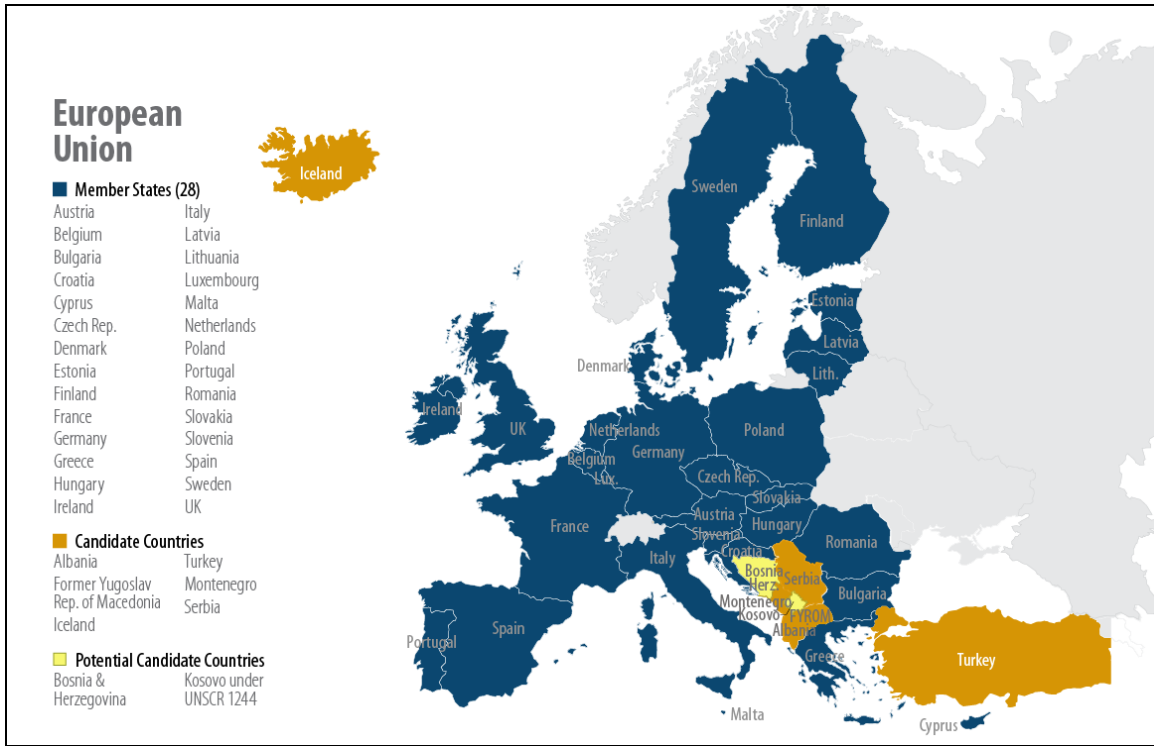 European
Union
Member States (28)
Austria
Belgium
Bulgaria
Croatia
Cyprus
Czech Rep.
Denmark
Estonia
Finland
France
Germany
Greece
Hungary
Ireland
Italy
Latvia
Lithuania
Luxembourg
Malta
Netherlands
Poland
Portugal
Romania
Slovakia
Slovenia
Spain
Sweden
UK
Candidate Countries
Albania
Former Yugoslav
Rep. of Macedonia
Iceland
Turkey
Montenegro
Serbia
Potential Candidate Countries
Bosnia &
Herzegovina
Kosovo under
UNSCR 1244
Iceland
Sweden
Finland
Estonia
Latvia
Lith.
Denmark
Ireland
UK
Netherlands
Belgium
Lux.
Germany
Poland
Czech Rep.
Slovakia
Austria
Hungary
Slovenia
France
Italy
Croatia
Romania
Bosnia
Herz.
Serbia
Bulgaria
Montenegro
Kosovo
FYROM
Albania
Portugal
Spain
Greece
Turkey
Malta
Cyprus